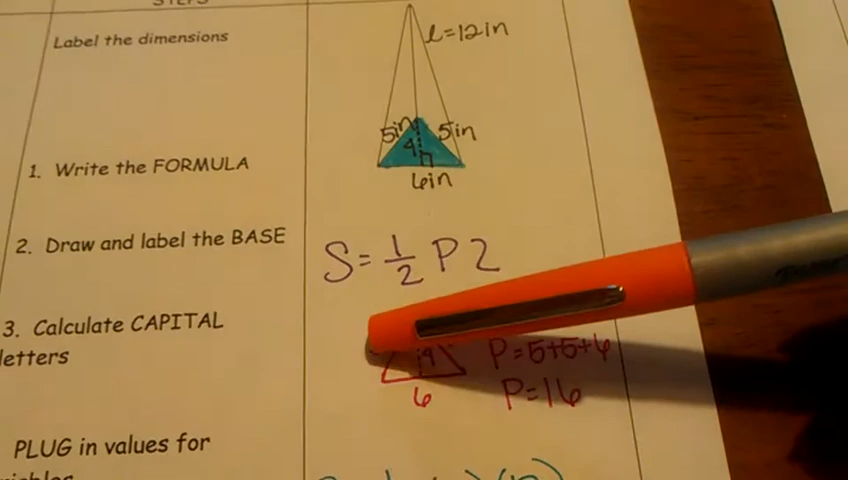 STEPS
Label the dimensions
l=12in
5in
5in
4
6in
1. Write the FORMULA
2. Draw and label the BASE
S=1/2 P
3. Calculate CAPITAL
letters
4
P=5+5+6
6
P=16
PLUG in values for